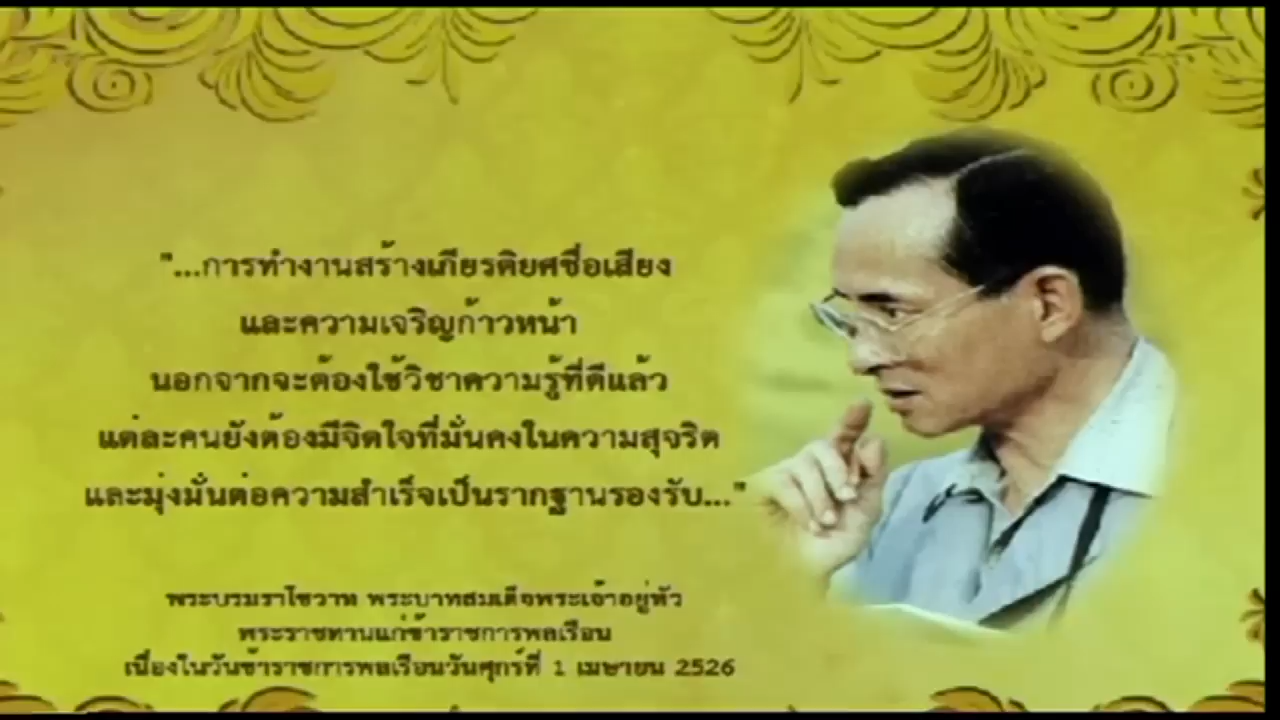 "...การทำงานสร้างเกียรติยศชื่อเสียง
และความเจริญก้าวหน้า
นอกจากจะต้องใช้วิชาความรู้ที่ดีแล้ว
แต่ละคนยังต้องมีจิตใจที่มั่นคงในความสุจริต
และมุ่งมั่นต่อความสำเร็จเป็นรากฐานรองรับ..."
พระบรมราโชวาท พระบาทสมเด็จพระเจ้าอยู่หัว
พระราชทานแก่ข้าราชการพลเรือน
เนื่องในวันข้าราชการพลเรือนวันศุกร์ที่ 1 เมษายน 2526